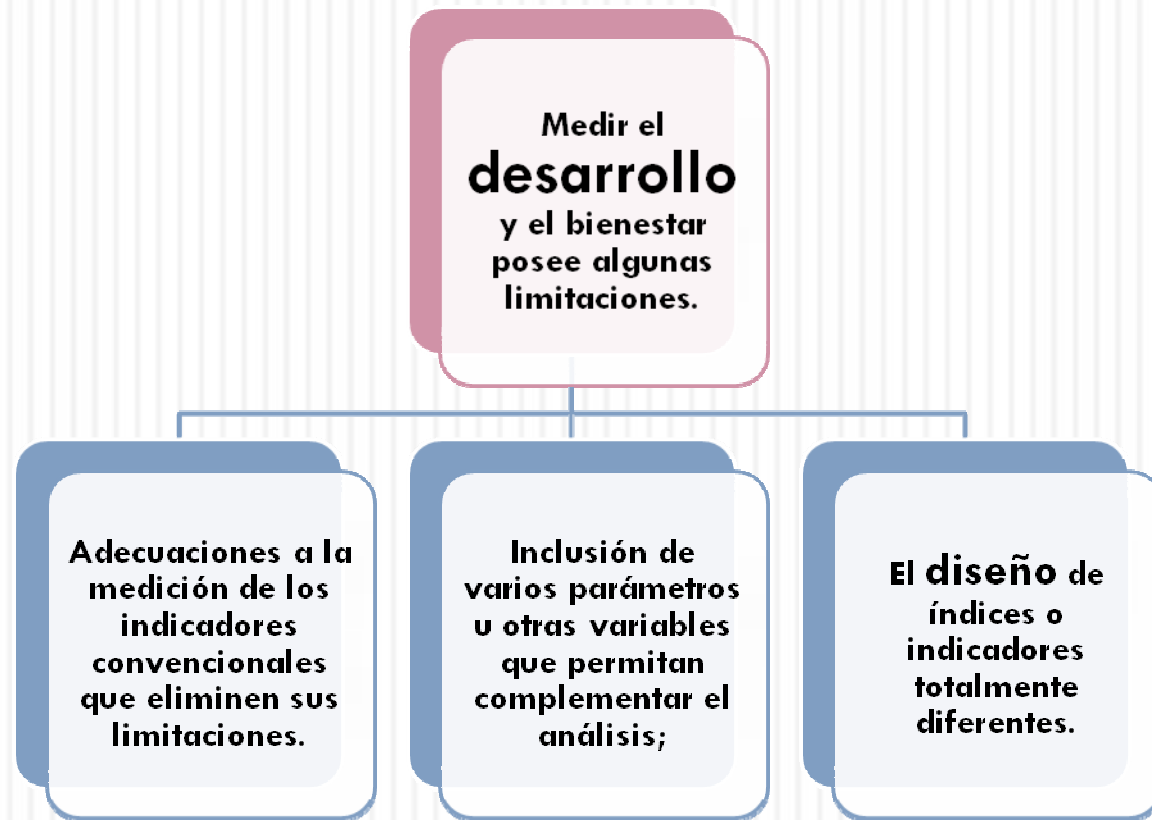 Medir el
desarrollo
y el bienestar
posee algunas
limitaciones.
Adecuaciones a la
medición de los
indicadores
convencionales
que eliminen sus
limitaciones.
Inclusión de
varios parámetros
u otras variables
que permitan
complementar el
análisis;
El diseño de
índices o
indicadores
totalmente
diferentes.